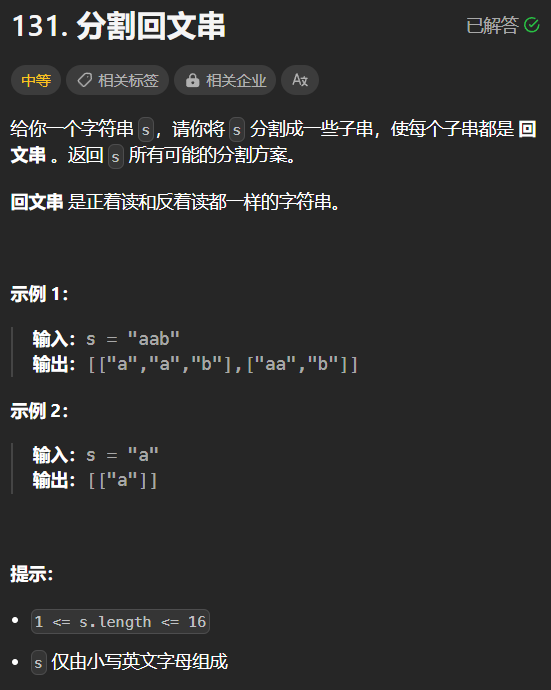 131. 分割回文串
已解答
中等 相关标签 相关企业 A文
给你一个字符串 s，请你将 s 分割成一些子串，使每个子串都是 回
文串 。返回 s 所有可能的分割方案。
回文串 是正着读和反着读都一样的字符串。
示例 1：
输入：s = "aab"
输出：[["a","a","b"],["aa","b"]]
示例 2：
输入：s = "a"
输出：[["a"]]
提示：
• 1 <= s.length <= 16
• s 仅由小写英文字母组成